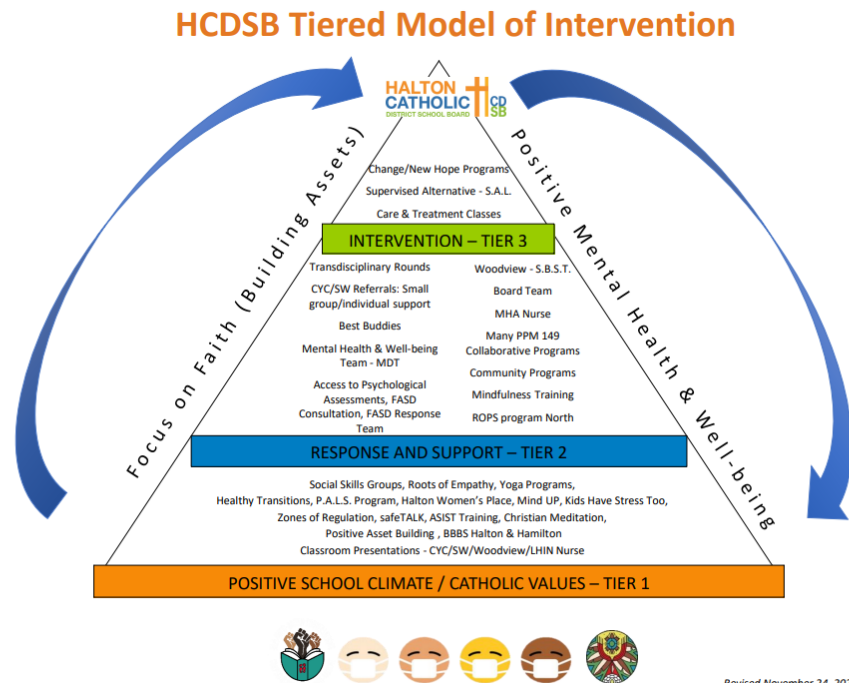 HCDSB Tiered Model of Intervention
HALTON
CATHOLIC
DISTRICT SCHOOL BOARD
CD
SB
Focus on Faith (Building Assets)
Positive Mental Health & Well-being
Change/New Hope Programs
Supervised Alternative - S.A.L.
Care & Treatment Classes
INTERVENTION – TIER 3
Transdisciplinary Rounds
CYC/SW Referrals: Small
group/individual support
Best Buddies
Mental Health & Well-being
Team - MDT
Access to Psychological
Assessments, FASD
Consultation, FASD Response
Team
Woodview - S.B.S.T.
Board Team
MHA Nurse
Many PPM 149
Collaborative Programs
Community Programs
Mindfulness Training
ROPS program North
RESPONSE AND SUPPORT – TIER 2
Social Skills Groups, Roots of Empathy, Yoga Programs,
Healthy Transitions, P.A.L.S. Program, Halton Women's Place, Mind UP, Kids Have Stress Too,
Zones of Regulation, safeTALK, ASIST Training, Christian Meditation,
Positive Asset Building , BBBS Halton & Hamilton
Classroom Presentations - CYC/SW/Woodview/LHIN Nurse
POSITIVE SCHOOL CLIMATE / CATHOLIC VALUES – TIER 1
Revised November 24,